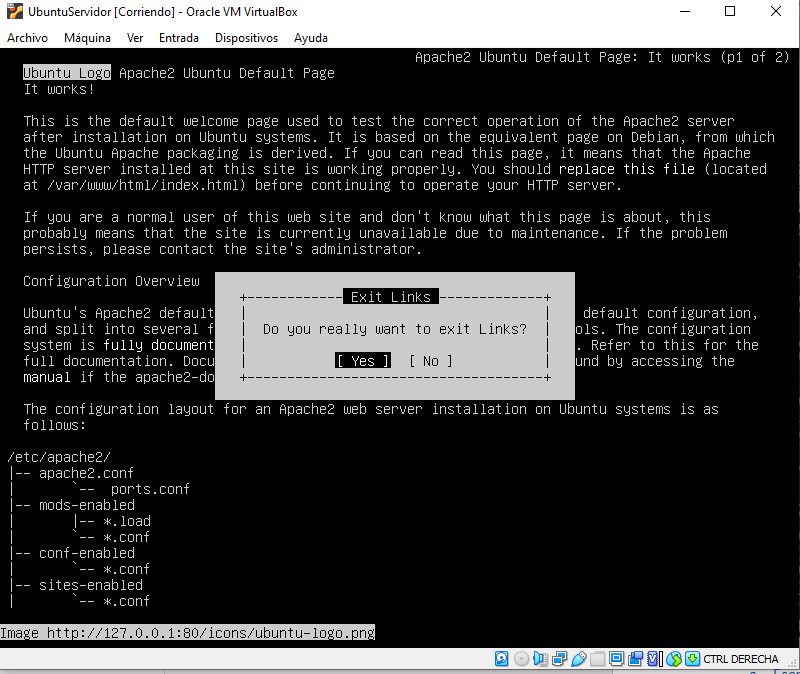 UbuntuServidor [Corriendo] - Oracle VM VirtualBox
Archivo Máquina Ver Entrada Dispositivos Ayuda
Apache2 Ubuntu Default Page: It works (p1 of 2)
Ubuntu Logo Apache2 Ubuntu Default Page
It works!
This is the default welcome page used to test the correct operation of the Apache2 server
after installation on Ubuntu systems. It is based on the equivalent page on Debian, from which
the Ubuntu Apache packaging is derived. If you can read this page, it means that the Apache
HTTP server installed at this site is working properly. You should replace this file (located
at /var/www/html/index.html) before continuing to operate your HTTP server.
If you are a normal user of this web site and don't know what this page is about, this
probably means that the site is currently unavailable due to maintenance. If the problem
persists, please contact the site's administrator.
Configuration Overview
Exit Links
Ubuntu's Apache2 default default configuration,
and split into several f Do you really want to exit Links? ols. The configuration
system is fully document . Refer to this for the
full documentation. Docu [ Yes ] [ No ] und by accessing the
manual if the apache2-do
The configuration layout for an Apache2 web server installation on Ubuntu systems is as
follows:
/etc/apache2/
|-- apache2.conf
| `-- ports.conf
|-- mods-enabled
| |-- *.load
| `-- *.conf
|-- conf-enabled
| `-- *.conf
|-- sites-enabled
| `-- *.conf
Image http://127.0.0.1:80/icons/ubuntu-logo.png
CTRL DERECHA